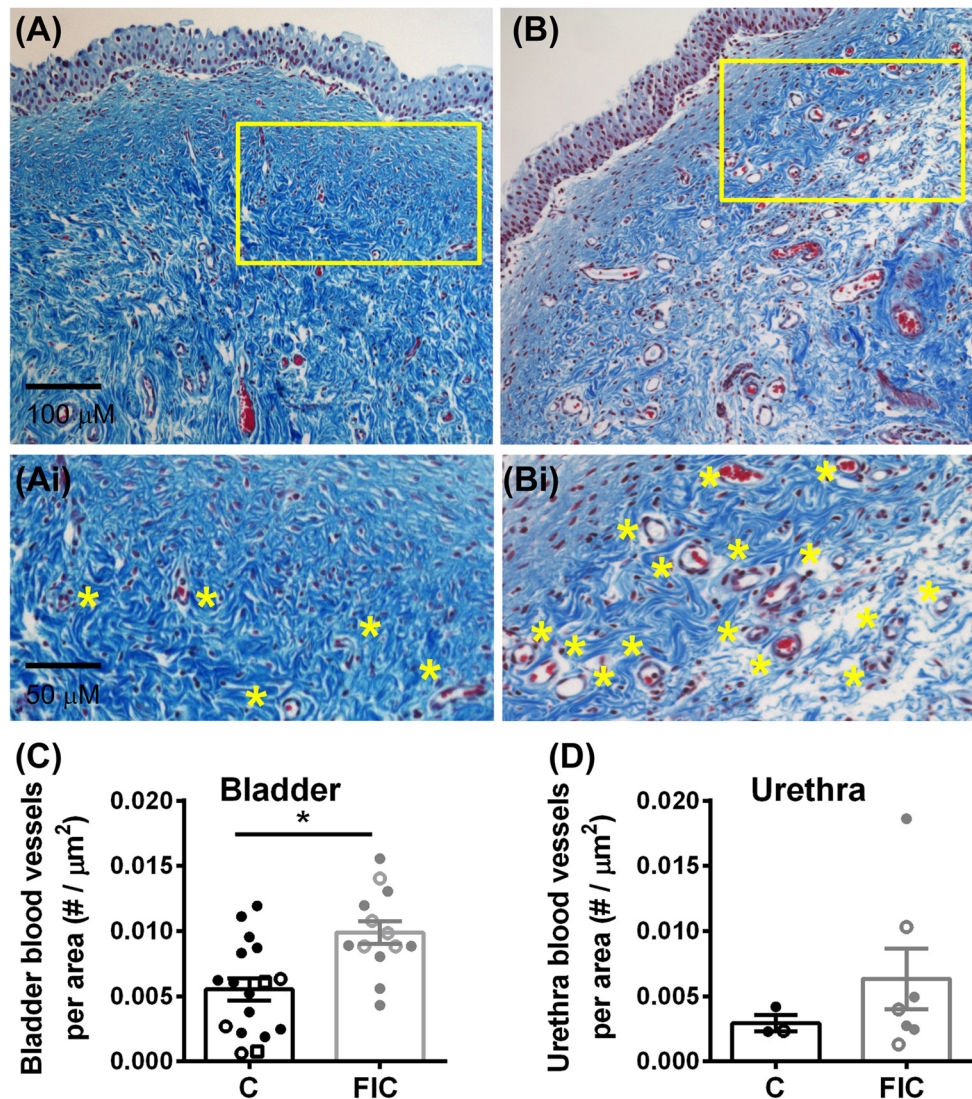 (A)
(B)
100 μM
(Ai)
(Bi)
* * * * *
* * * * * * * * * * * * * *
50 μM
(C)
(D)
Bladder
Urethra
Bladder blood vessels
per area (# / μm²)
0.020
0.015
0.010
0.005
0.000
*
C
FIC
Urethra blood vessels
per area (# / μm²)
0.020
0.015
0.010
0.005
0.000
C
FIC